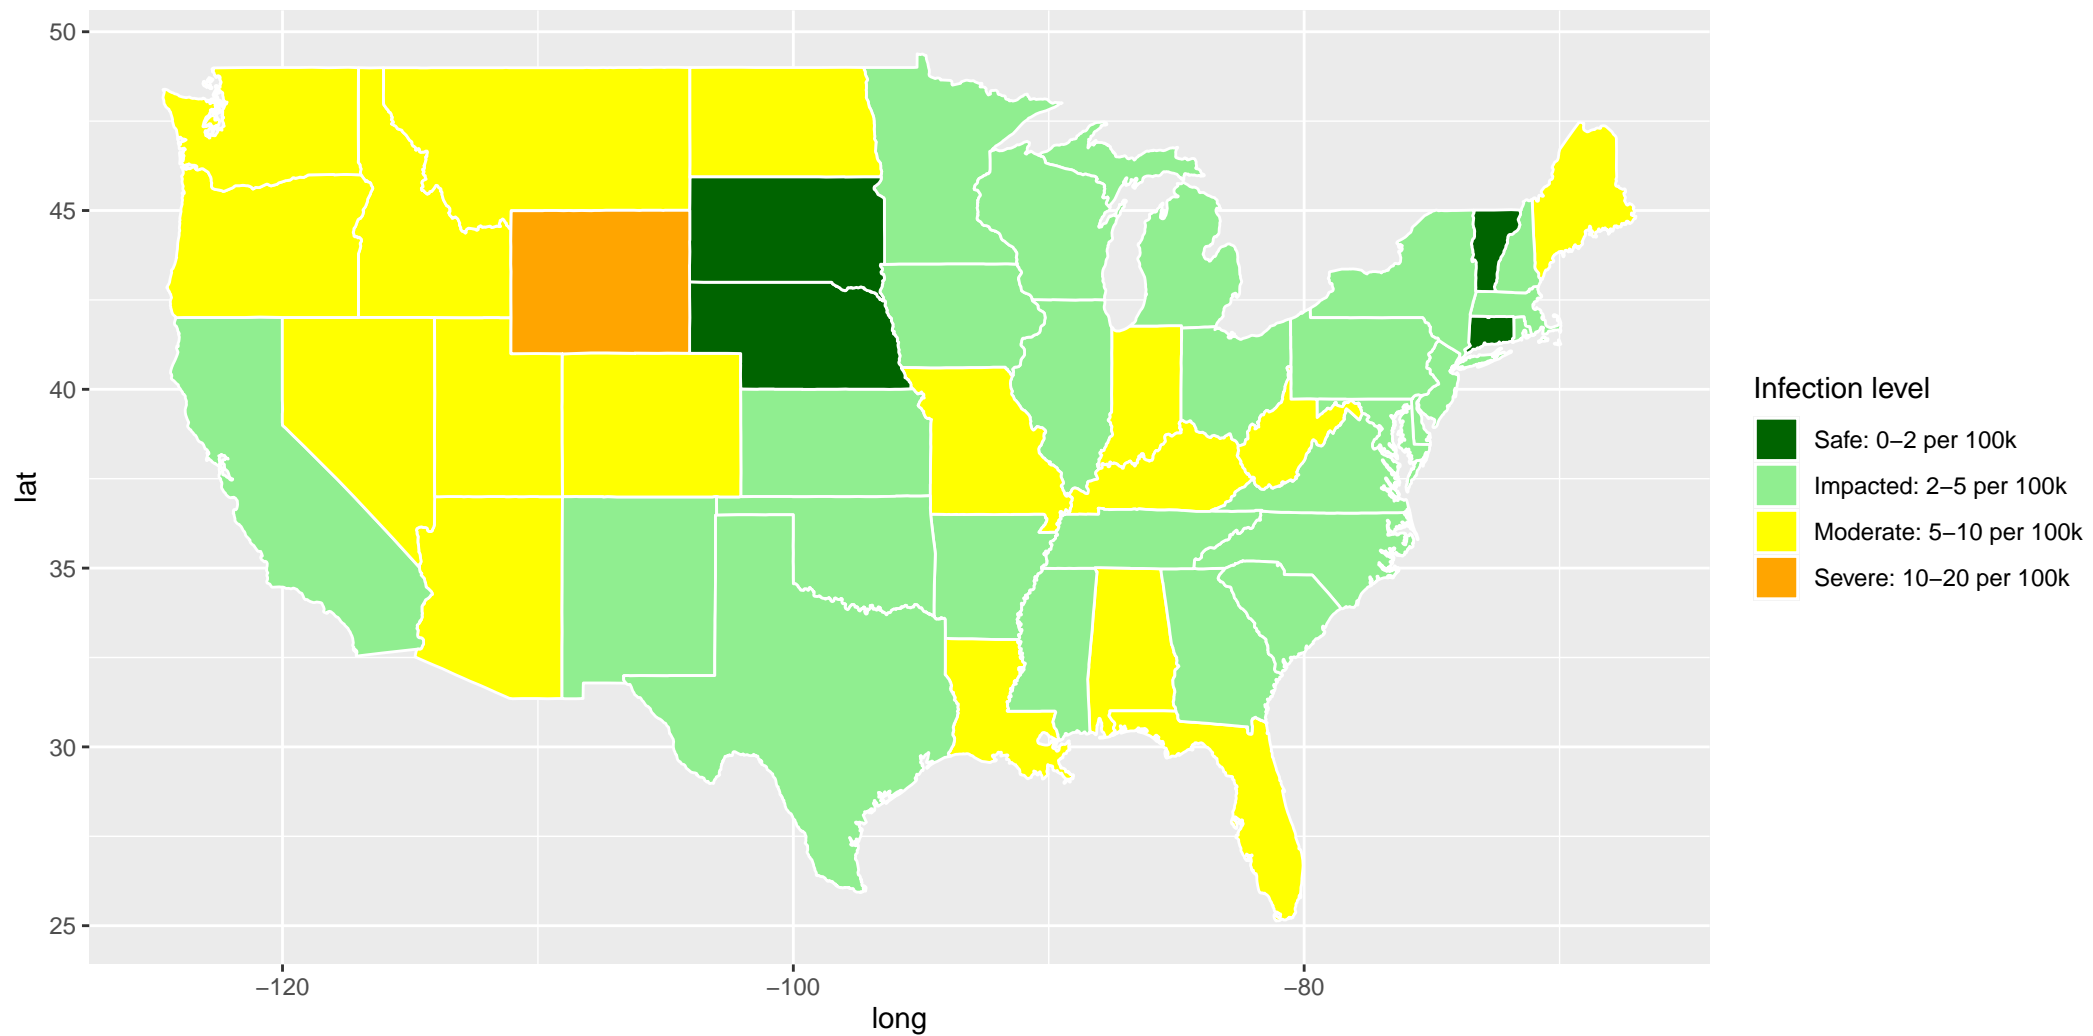 50
45
40
35
30
25
lat
−120
−100
−80
long
Infection level
Safe: 0−2 per 100k
Impacted: 2−5 per 100k
Moderate: 5−10 per 100k
Severe: 10−20 per 100k